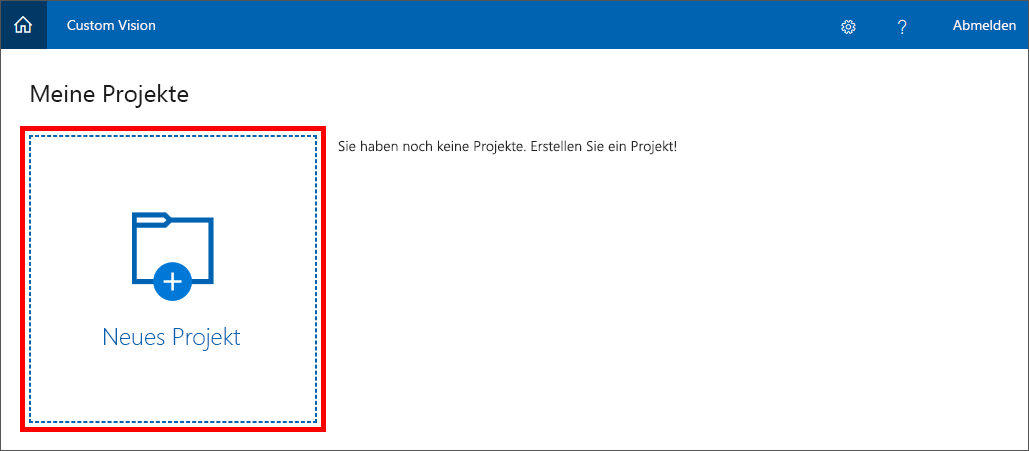 Custom Vision
?
Abmelden
Meine Projekte
Sie haben noch keine Projekte. Erstellen Sie ein Projekt!
Neues Projekt